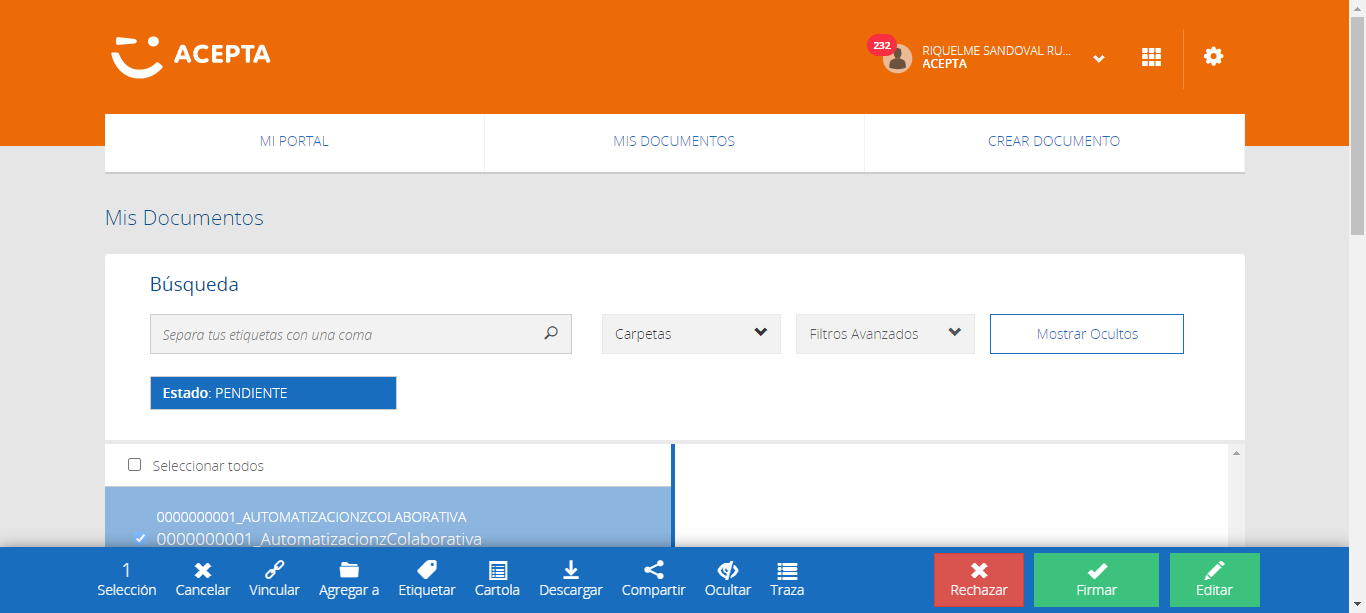 ACEPTA
232
RIQUELME SANDOVAL RU...
ACEPTA
MI PORTAL
MIS DOCUMENTOS
CREAR DOCUMENTO
Mis Documentos
Búsqueda
Separa tus etiquetas con una coma
Carpetas
Filtros Avanzados
Mostrar Ocultos
Estado: PENDIENTE
Seleccionar todos
0000000001_AUTOMATIZACIONZCOLABORATIVA
0000000001_AutomatizacionzColaborativa
1
Selección
Cancelar
Vincular
Agregar a
Etiquetar
Cartola
Descargar
Compartir
Ocultar
Traza
Rechazar
Firmar
Editar